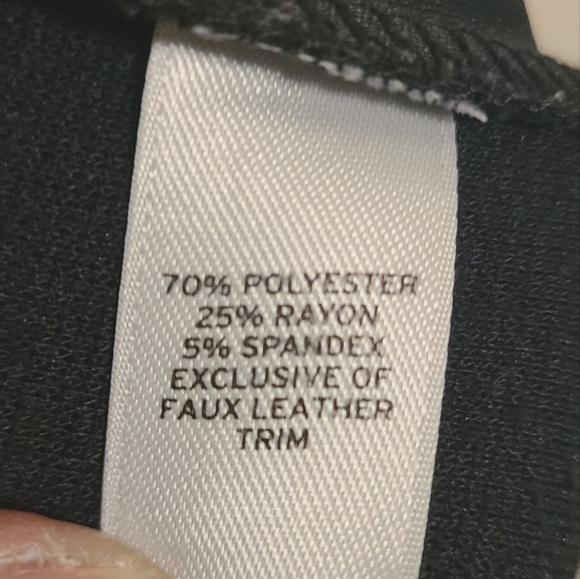 70% POLYESTER
25% RAYON
5% SPANDEX
EXCLUSIVE OF
FAUX LEATHER
TRIM